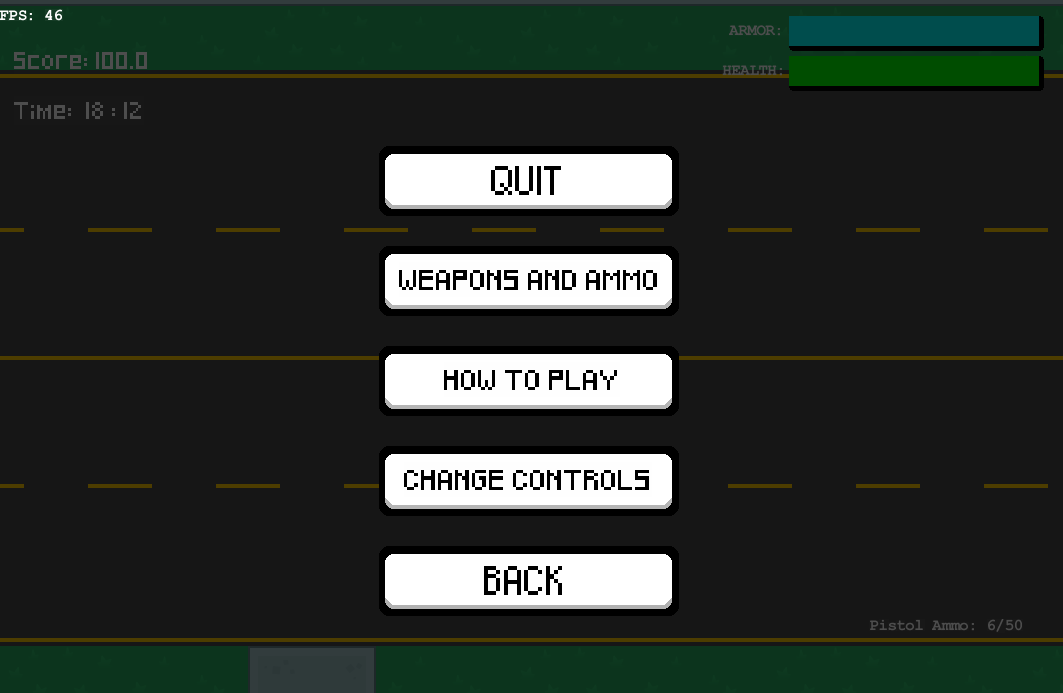 FPS: 46
ARMOR:
Score: 100.0
HEALTH:
Time: 18 : 12
QUIT
WEAPONS AND AMMO
HOW TO PLAY
CHANGE CONTROLS
BACK
Pistol Ammo: 6/50